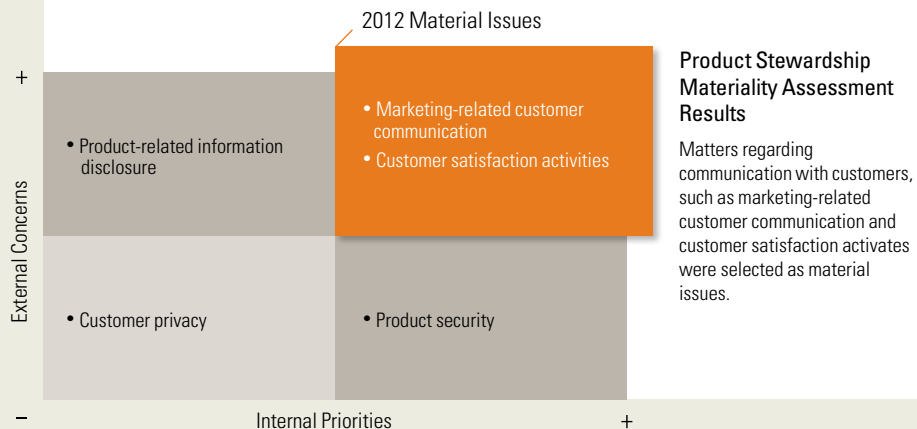 2012 Material Issues
+
External Concerns
• Product-related information
disclosure
• Marketing-related customer
communication
• Customer satisfaction activities
• Customer privacy
• Product security
−
Internal Priorities
+
Product Stewardship
Materiality Assessment
Results
Matters regarding
communication with customers,
such as marketing-related
customer communication and
customer satisfaction activates
were selected as material
issues.